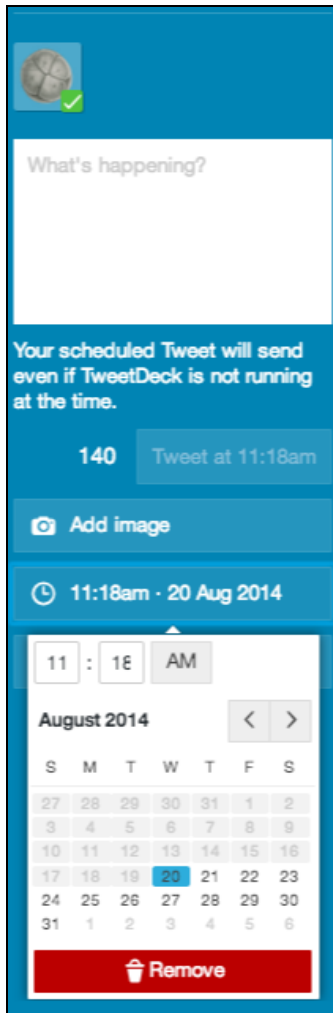 What's happening?
Your scheduled Tweet will send
even if TweetDeck is not running
at the time.
140 Tweet at 11:18am
Add image
11:18am · 20 Aug 2014
11 : 18 AM
August 2014 < >
S M T W T F S
27 28 29 30 31 1 2
3 4 5 6 7 8 9
10 11 12 13 14 15 16
17 18 19 20 21 22 23
24 25 26 27 28 29 30
31 1 2 3 4 5 6
Remove